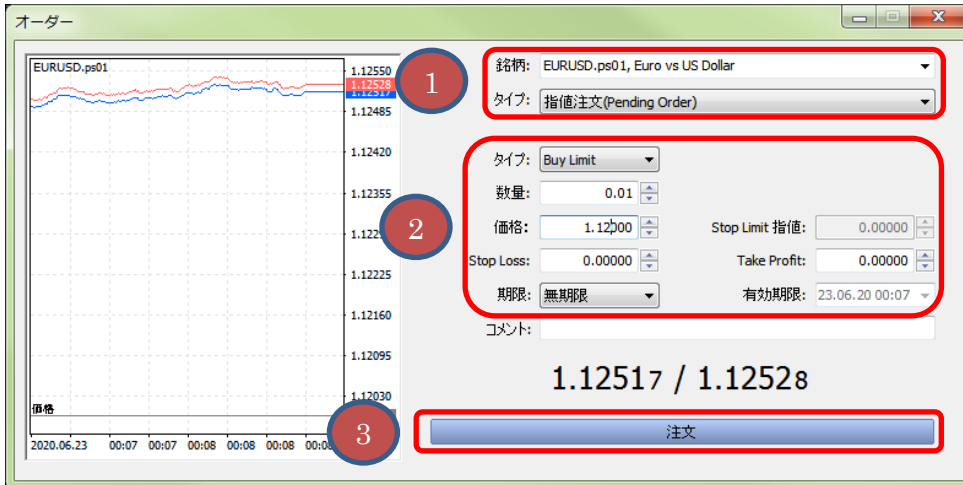 オーダー
EURUSD.ps01
1.12550
1.12528
1.12517
1.12485
1.12420
1.12355
1.12225
1.12160
1.12095
1.12030
価格
2020.06.23 00:07 00:07 00:08 00:08 00:08 00:08
1
銘柄: EURUSD.ps01, Euro vs US Dollar
タイプ: 指値注文(Pending Order)
2
タイプ: Buy Limit
数量: 0.01
価格: 1.12000 Stop Limit 指値: 0.00000
Stop Loss: 0.00000 Take Profit: 0.00000
期限: 無期限 有効期限: 23.06.20 00:07
コメント:
1.12517 / 1.12528
3
注文